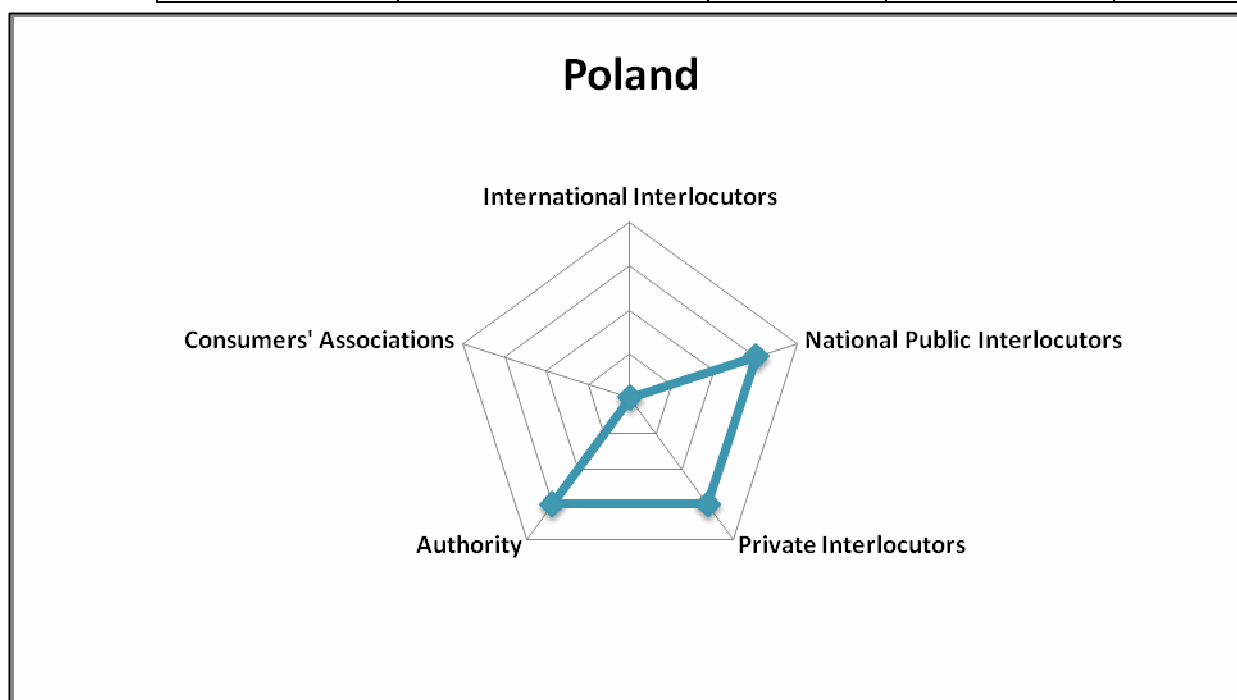 Poland
International Interlocutors
Consumers' Associations
National Public Interlocutors
Authority
Private Interlocutors